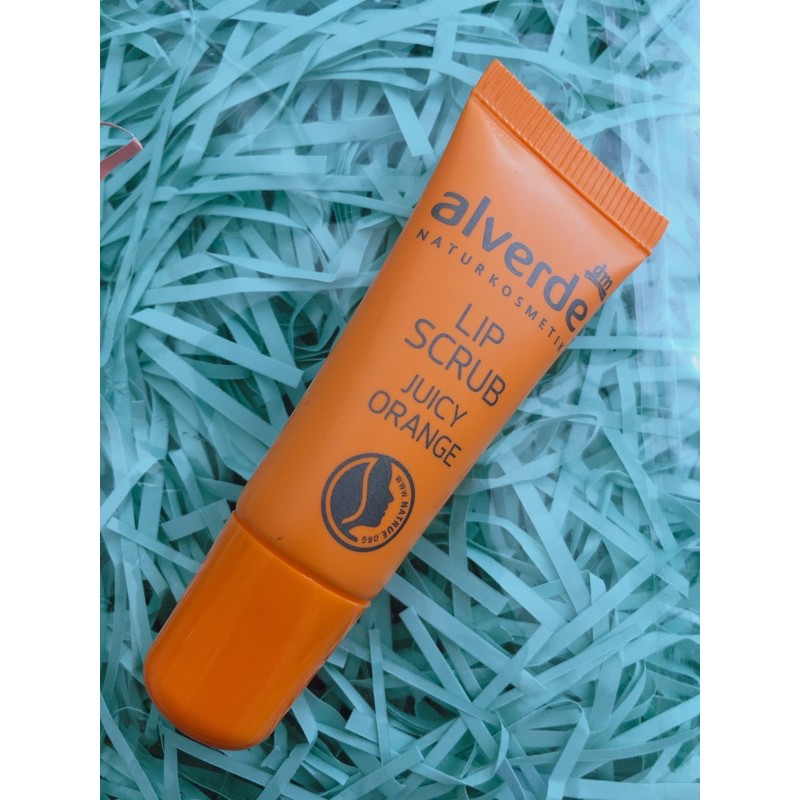 alverde
dm
NATURKOSMETIK
LIP
SCRUB
JUICY
ORANGE
WWW.NATRUE.ORG